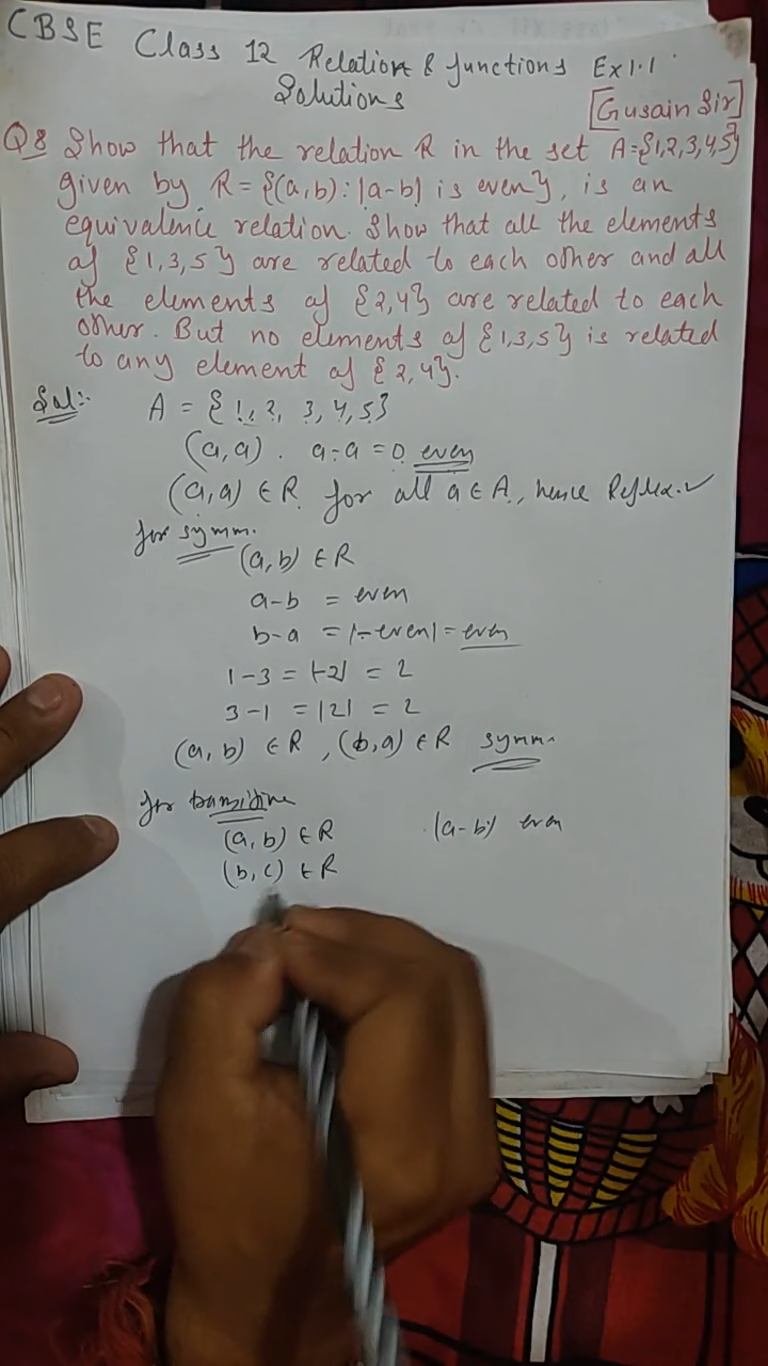 CBSE Class 12 Relation & functions Ex 1.1
Solutions
[Gusain Sir]
Q8 Show that the relation R in the set A={1,2,3,4,5}
given by R = {(a,b) : |a-b| is even}, is an
equivalence relation. Show that all the elements
of {1,3,5} are related to each other and all
the elements of {2,4} are related to each
other. But no elements of {1,3,5} is related
to any element of {2,4}.
Sol:- A = {1, 2, 3, 4, 5}
(a,a) . a-a = 0 even
(a,a) ∈ R for all a ∈ A, hence Reflex. ✓
for symm.
(a,b) ∈ R
a-b = even
b-a = |-even| = even
1-3 = |-2| = 2
3-1 = |2| = 2
(a,b) ∈ R , (b,a) ∈ R symm.
for transitive
(a,b) ∈ R (a-b) even
(b,c) ∈ R